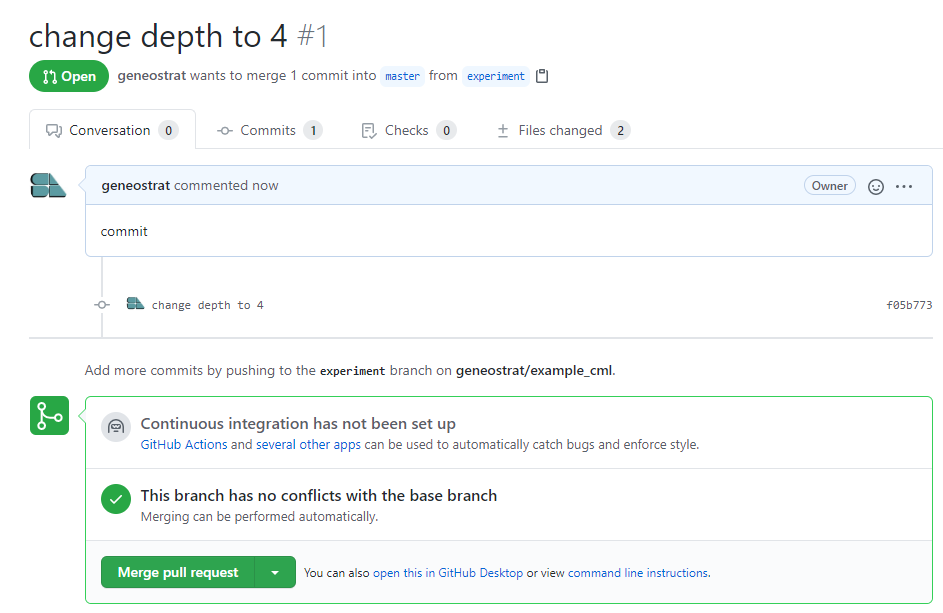 change depth to 4 #1
Open geneostrat wants to merge 1 commit into master from experiment
Conversation 0 Commits 1 Checks 0 Files changed 2
geneostrat commented now Owner
commit
change depth to 4 f05b773
Add more commits by pushing to the experiment branch on geneostrat/example_cml.
Continuous integration has not been set up
GitHub Actions and several other apps can be used to automatically catch bugs and enforce style.
This branch has no conflicts with the base branch
Merging can be performed automatically.
Merge pull request You can also open this in GitHub Desktop or view command line instructions.